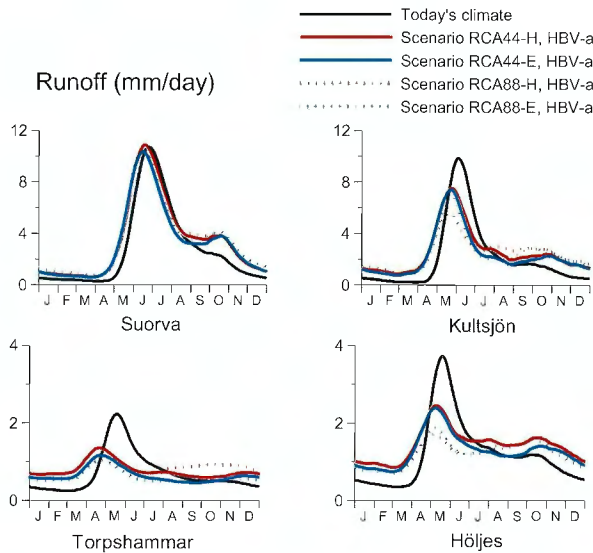 Today's climate
Scenario RCA44-H, HBV-a
Scenario RCA44-E, HBV-a
Scenario RCA88-H, HBV-a
Scenario RCA88-E, HBV-a
Runoff (mm/day)
12
8
4
0
J F M A M J J A S O N D
Suorva
12
8
4
0
J F M A M J J A S O N D
Kultsjön
4
2
0
J F M A M J J A S O N D
Torpshammar
4
2
0
J F M A M J J A S O N D
Höljes